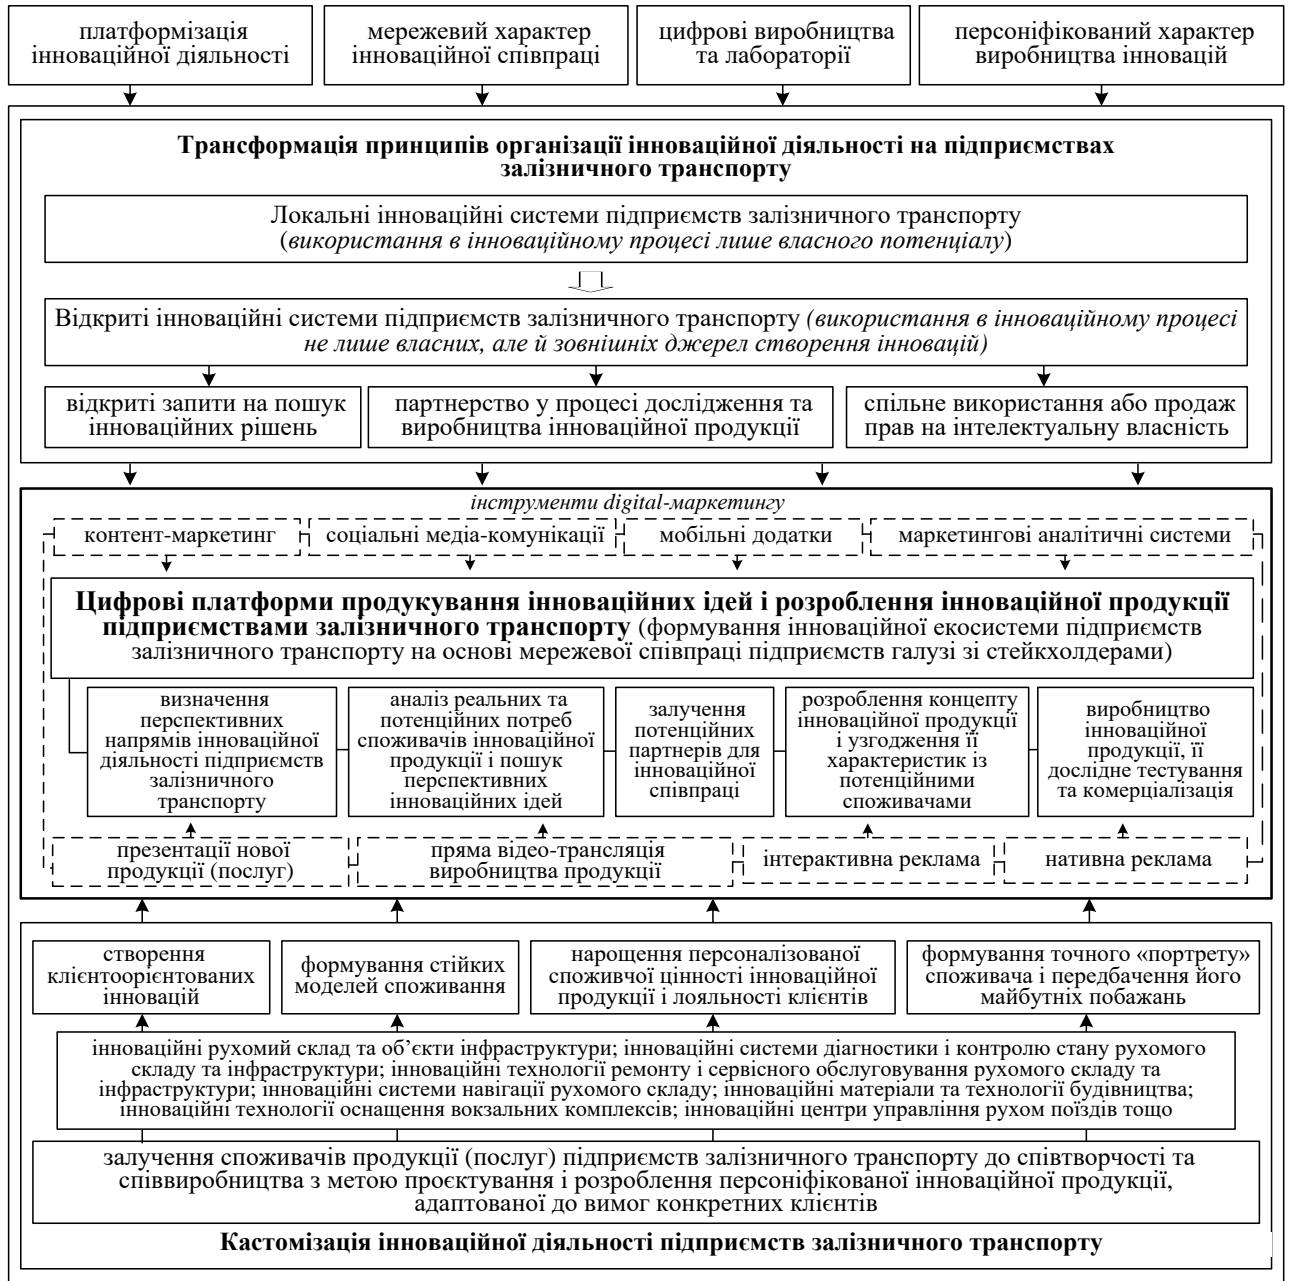 платформізація
інноваційної діяльності
мережевий характер
інноваційної співпраці
цифрові виробництва
та лабораторії
персоніфікований характер
виробництва інновацій
Трансформація принципів організації інноваційної діяльності на підприємствах
залізничного транспорту
Локальні інноваційні системи підприємств залізничного транспорту
(використання в інноваційному процесі лише власного потенціалу)
Відкриті інноваційні системи підприємств залізничного транспорту (використання в інноваційному процесі
не лише власних, але й зовнішніх джерел створення інновацій)
відкриті запити на пошук
інноваційних рішень
партнерство у процесі дослідження та
виробництва інноваційної продукції
спільне використання або продаж
прав на інтелектуальну власність
інструменти digital-маркетингу
контент-маркетинг
соціальні медіа-комунікації
мобільні додатки
маркетингові аналітичні системи
Цифрові платформи продукування інноваційних ідей і розроблення інноваційної продукції
підприємствами залізничного транспорту (формування інноваційної екосистеми підприємств
залізничного транспорту на основі мережевої співпраці підприємств галузі зі стейкхолдерами)
визначення
перспективних
напрямів інноваційної
діяльності підприємств
залізничного
транспорту
аналіз реальних та
потенційних потреб
споживачів інноваційної
продукції і пошук
перспективних
інноваційних ідей
залучення
потенційних
партнерів для
інноваційної
співпраці
розроблення концепту
інноваційної продукції
і узгодження її
характеристик із
потенційними
споживачами
виробництво
інноваційної
продукції, її
дослідне тестування
та комерціалізація
презентації нової
продукції (послуг)
пряма відео-трансляція
виробництва продукції
інтерактивна реклама
нативна реклама
створення
клієнтоорієнтованих
інновацій
формування стійких
моделей споживання
нарощення персоналізованої
споживчої цінності інноваційної
продукції і лояльності клієнтів
формування точного «портрету»
споживача і передбачення його
майбутніх побажань
інноваційні рухомий склад та об’єкти інфраструктури; інноваційні системи діагностики і контролю стану рухомого
складу та інфраструктури; інноваційні технології ремонту і сервісного обслуговування рухомого складу та
інфраструктури; інноваційні системи навігації рухомого складу; інноваційні матеріали та технології будівництва;
інноваційні технології оснащення вокзальних комплексів; інноваційні центри управління рухом поїздів тощо
залучення споживачів продукції (послуг) підприємств залізничного транспорту до співтворчості та
співвиробництва з метою проєктування і розроблення персоніфікованої інноваційної продукції,
адаптованої до вимог конкретних клієнтів
Кастомізація інноваційної діяльності підприємств залізничного транспорту